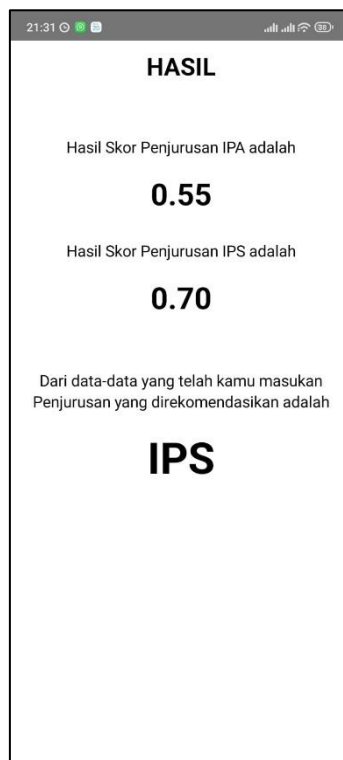 21:31
38
HASIL
Hasil Skor Penjurusan IPA adalah
0.55
Hasil Skor Penjurusan IPS adalah
0.70
Dari data-data yang telah kamu masukan
Penjurusan yang direkomendasikan adalah
IPS